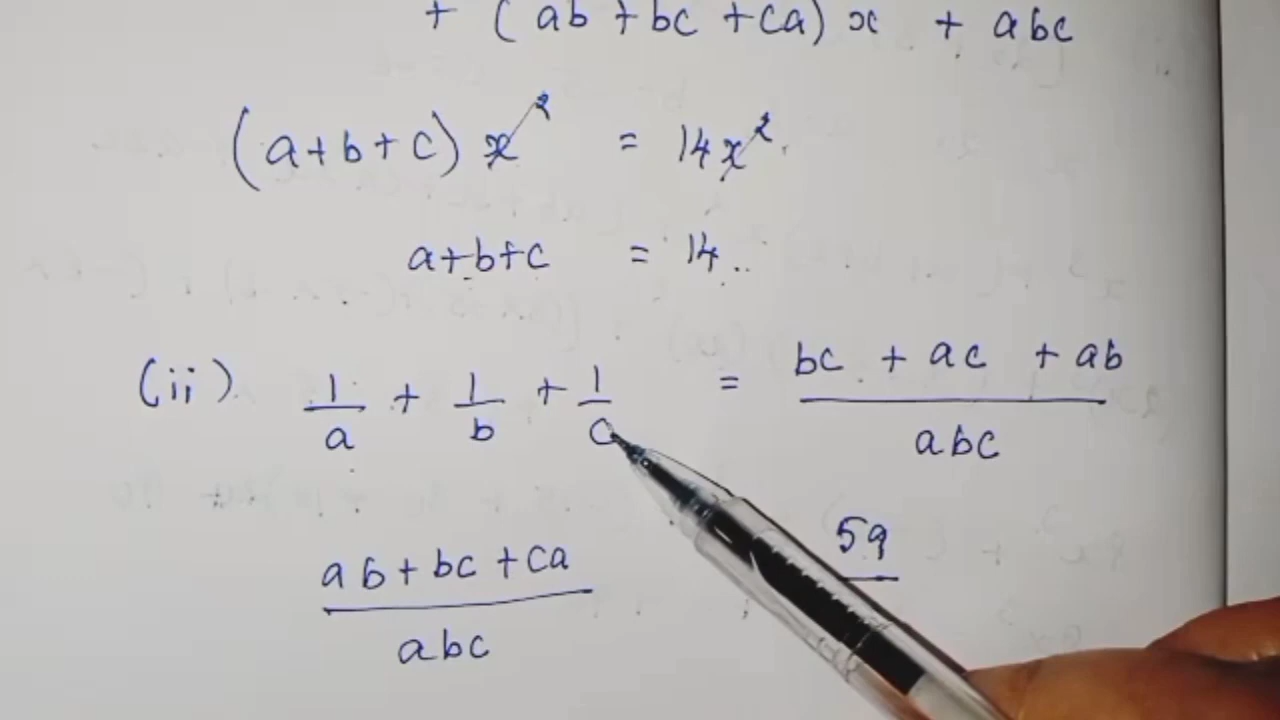 + (ab + bc + ca) x + abc
(a+b+c) x² = 14x².
a+b+c = 14..
(ii). 1/a + 1/b + 1/c = bc + ac + ab / abc
ab + bc + ca / abc
59